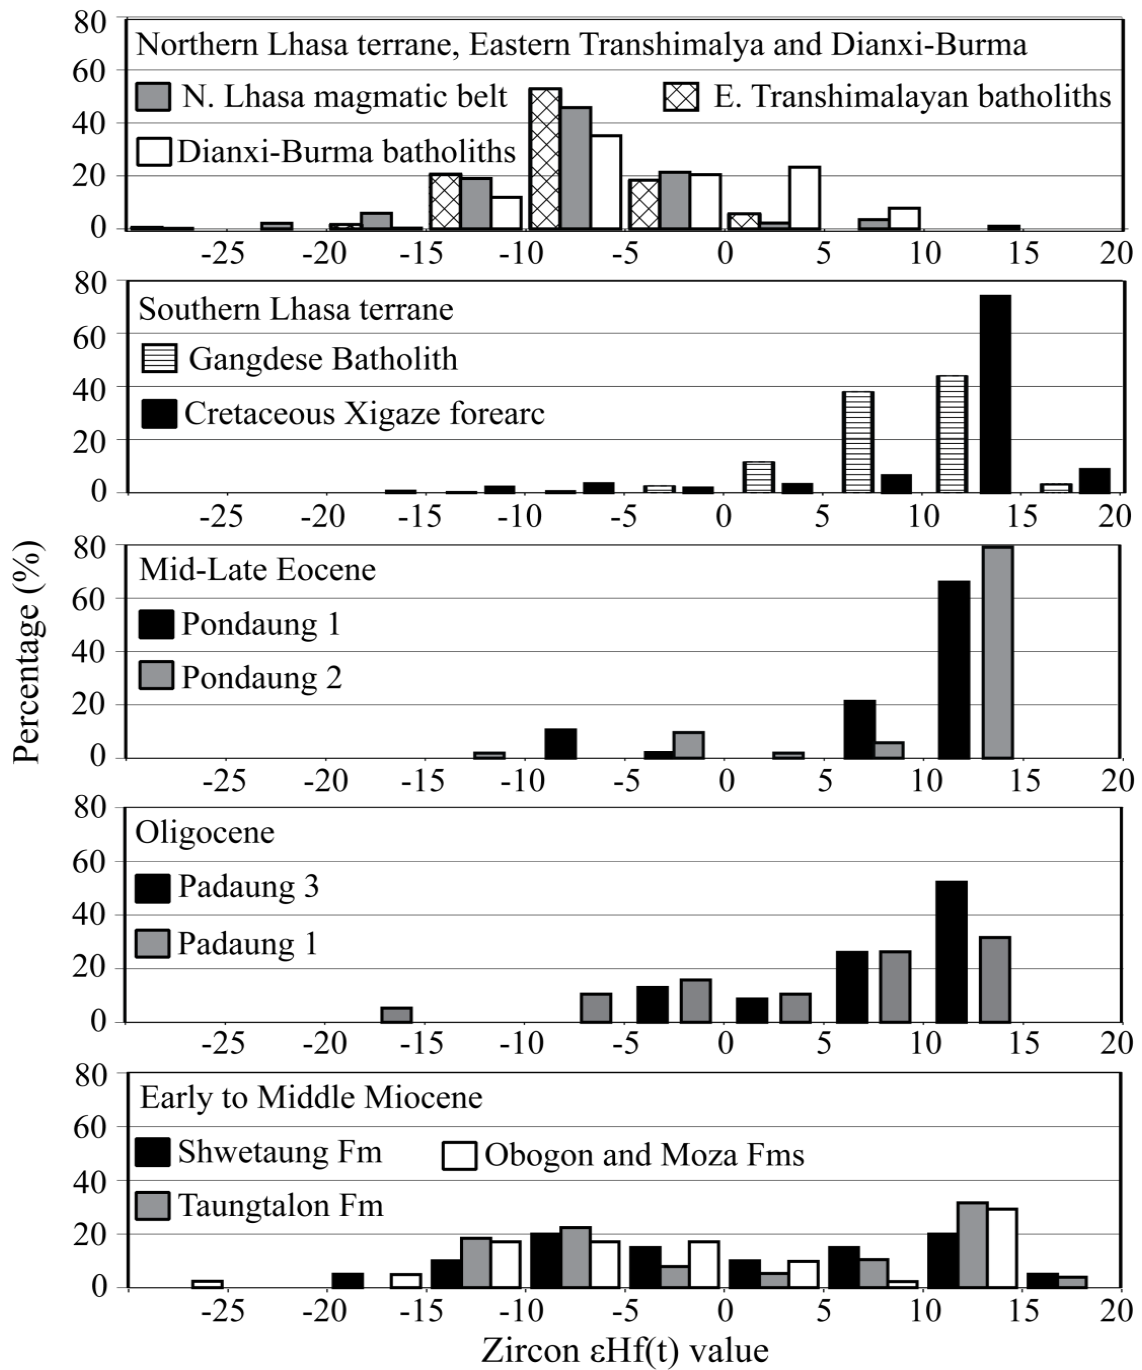 Percentage (%)
80
60
40
20
0
Northern Lhasa terrane, Eastern Transhimalya and Dianxi-Burma
N. Lhasa magmatic belt
E. Transhimalayan batholiths
Dianxi-Burma batholiths
-25 -20 -15 -10 -5 0 5 10 15 20
80
60
40
20
0
Southern Lhasa terrane
Gangdese Batholith
Cretaceous Xigaze forearc
-25 -20 -15 -10 -5 0 5 10 15 20
80
60
40
20
0
Mid-Late Eocene
Pondaung 1
Pondaung 2
-25 -20 -15 -10 -5 0 5 10 15 20
80
60
40
20
0
Oligocene
Padaung 3
Padaung 1
-25 -20 -15 -10 -5 0 5 10 15 20
80
60
40
20
0
Early to Middle Miocene
Shwetaung Fm
Obogon and Moza Fms
Taungtalon Fm
-25 -20 -15 -10 -5 0 5 10 15 20
Zircon εHf(t) value